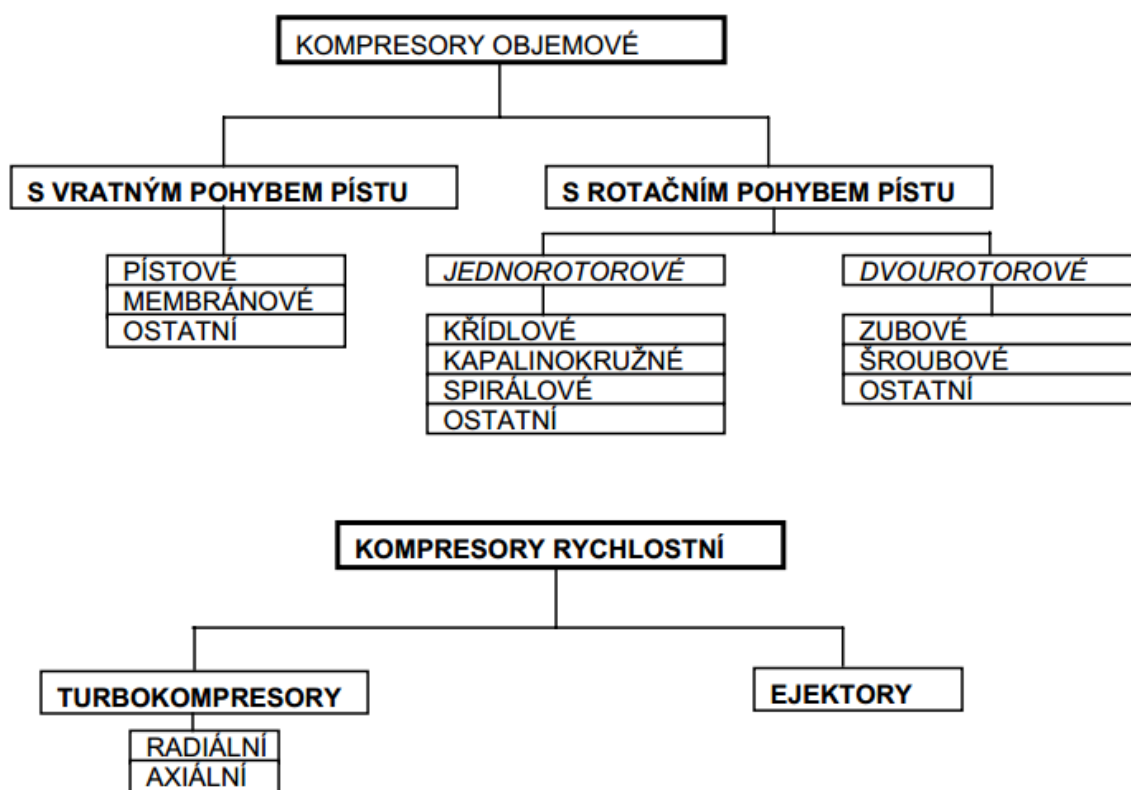 KOMPRESORY OBJEMOVÉ
S VRATNÝM POHYBEM PÍSTU
S ROTAČNÍM POHYBEM PÍSTU
PÍSTOVÉ
MEMBRÁNOVÉ
OSTATNÍ
JEDNOROTOROVÉ
KŘÍDLOVÉ
KAPALINOKRUŽNÉ
SPIRÁLOVÉ
OSTATNÍ
DVOUROTOROVÉ
ZUBOVÉ
ŠROUBOVÉ
OSTATNÍ
KOMPRESORY RYCHLOSTNÍ
TURBOKOMPRESORY
RADIÁLNÍ
AXIÁLNÍ
EJEKTORY